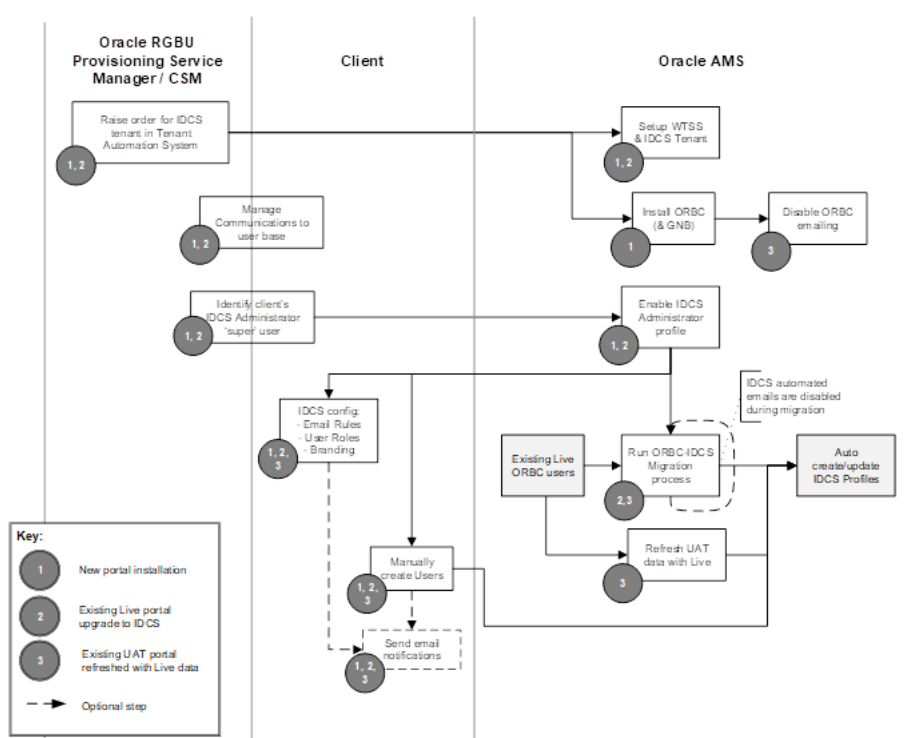 Oracle RGBU
Provisioning Service
Manager / CSM
Client
Oracle AMS
Raise order for IDCS
tenant in Tenant
Automation System
1, 2
Setup WTSS
& IDCS Tenant
1, 2
Manage
Communications to
user base
1, 2
Install ORBC
(& GNB)
1
Disable ORBC
emailing
3
Identify client's
IDCS Administrator
'super' user
1, 2
Enable IDCS
Administrator
profile
1, 2
IDCS automated
emails are disabled
during migration
IDCS config:
- Email Rules
- User Roles
- Branding
1, 2,
3
Existing Live
ORBC users
Run ORBC-IDCS
Migration
process
2,3
Auto
create/update
IDCS Profiles
Refresh UAT
data with Live
3
Manually
create Users
1, 2,
3
Send email
notifications
1, 2,
3
Key:
1
New portal installation
2
Existing Live portal
upgrade to IDCS
3
Existing UAT portal
refreshed with Live data
Optional step